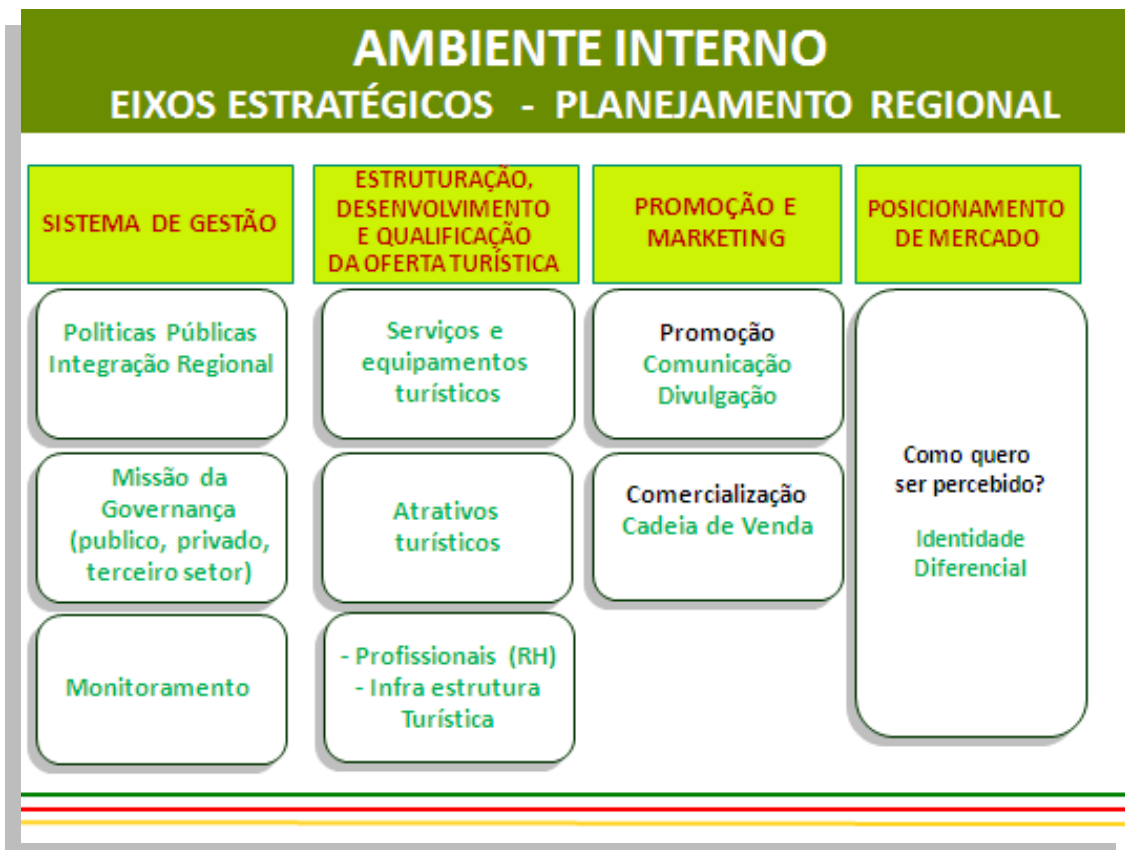 AMBIENTE INTERNO
EIXOS ESTRATÉGICOS - PLANEJAMENTO REGIONAL
SISTEMA DE GESTÃO
Politicas Públicas
Integração Regional
Missão da
Governança
(publico, privado,
terceiro setor)
Monitoramento
ESTRUTURAÇÃO,
DESENVOLVIMENTO
E QUALIFICAÇÃO
DA OFERTA TURÍSTICA
Serviços e
equipamentos
turísticos
Atrativos
turísticos
- Profissionais (RH)
- Infra estrutura
Turística
PROMOÇÃO E
MARKETING
Promoção
Comunicação
Divulgação
Comercialização
Cadeia de Venda
POSICIONAMENTO
DE MERCADO
Como quero
ser percebido?
Identidade
Diferencial